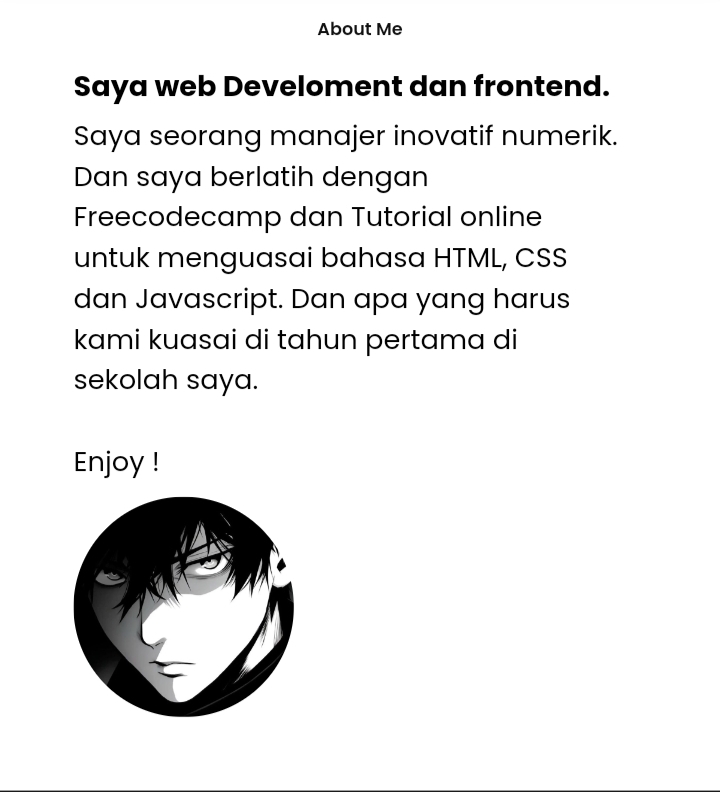 About Me
Saya web Develoment dan frontend.
Saya seorang manajer inovatif numerik.
Dan saya berlatih dengan
Freecodecamp dan Tutorial online
untuk menguasai bahasa HTML, CSS
dan Javascript. Dan apa yang harus
kami kuasai di tahun pertama di
sekolah saya.
Enjoy !